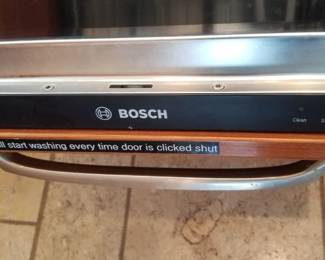 BOSCH
Clean
ll start washing every time door is clicked shut